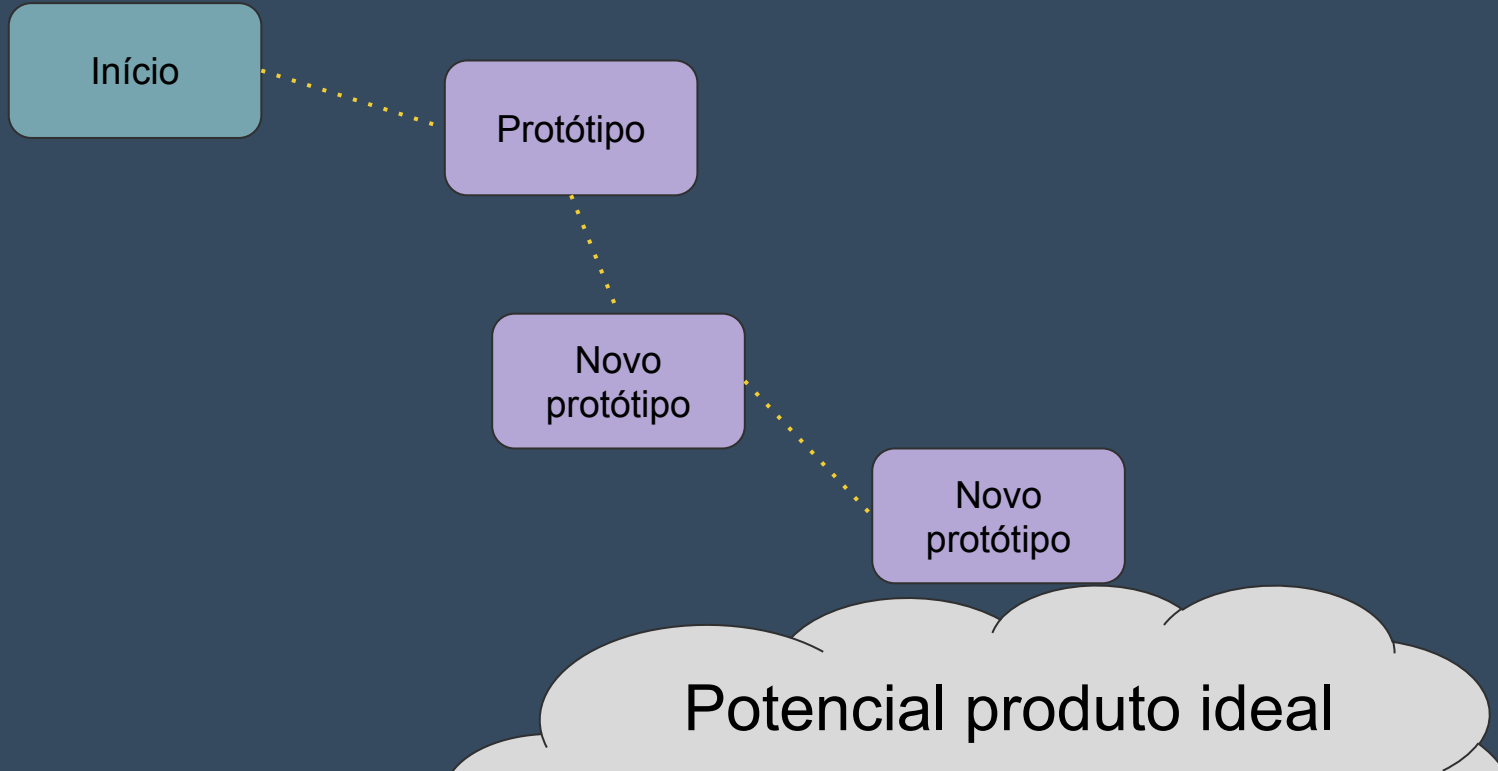 Início
Protótipo
Novo
protótipo
Novo
protótipo
Potencial produto ideal